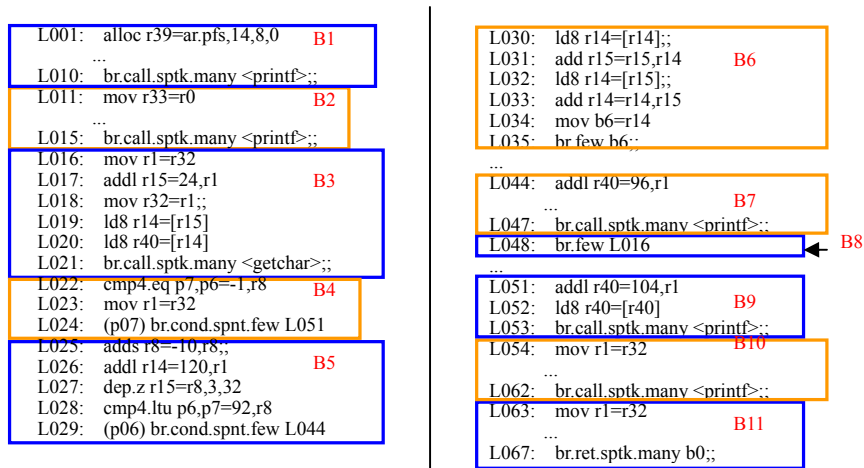 L001: alloc r39=ar.pfs,14,8,0 B1
...
L010: br.call.sptk.many <printf>;;
L011: mov r33=r0 B2
...
L015: br.call.sptk.many <printf>;;
L016: mov r1=r32
L017: addl r15=24,r1 B3
L018: mov r32=r1;;
L019: ld8 r14=[r15]
L020: ld8 r40=[r14]
L021: br.call.sptk.many <getchar>;;
L022: cmp4.eq p7,p6=-1,r8 B4
L023: mov r1=r32
L024: (p07) br.cond.spnt.few L051
L025: adds r8=-10,r8;;
L026: addl r14=120,r1 B5
L027: dep.z r15=r8,3,32
L028: cmp4.ltu p6,p7=92,r8
L029: (p06) br.cond.spnt.few L044
L030: ld8 r14=[r14];;
L031: add r15=r15,r14 B6
L032: ld8 r14=[r15];;
L033: add r14=r14,r15
L034: mov b6=r14
L035: br.few b6;;
...
L044: addl r40=96,r1 B7
...
L047: br.call.sptk.many <printf>;;
L048: br.few L016 B8
...
L051: addl r40=104,r1
L052: ld8 r40=[r40] B9
L053: br.call.sptk.many <printf>;;
L054: mov r1=r32 B10
...
L062: br.call.sptk.many <printf>;;
L063: mov r1=r32 B11
...
L067: br.ret.sptk.many b0;;